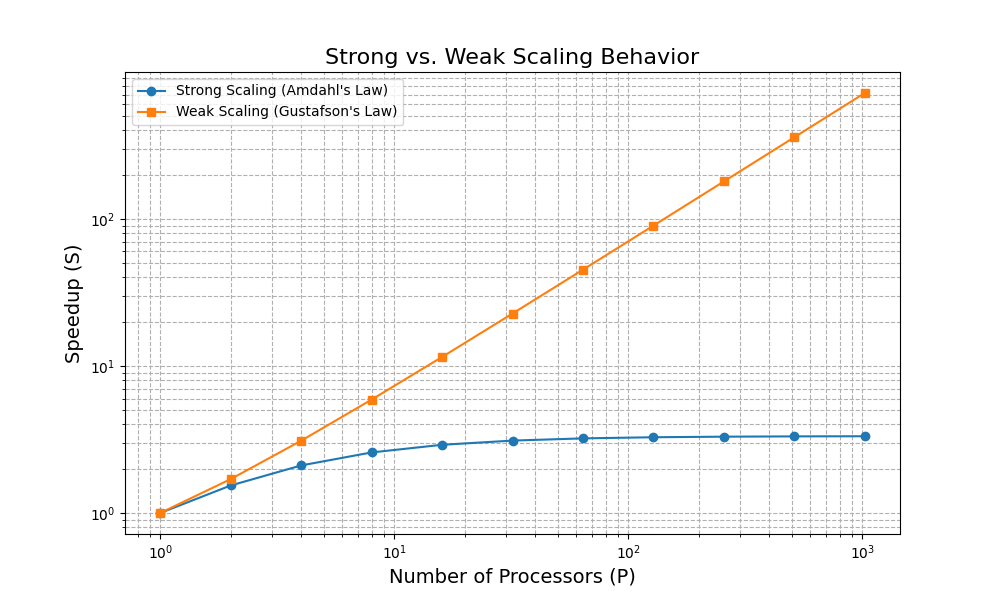 Strong vs. Weak Scaling Behavior
Strong Scaling (Amdahl's Law)
Weak Scaling (Gustafson's Law)
Speedup (S)
10²
10¹
10⁰
10⁰ 10¹ 10² 10³
Number of Processors (P)